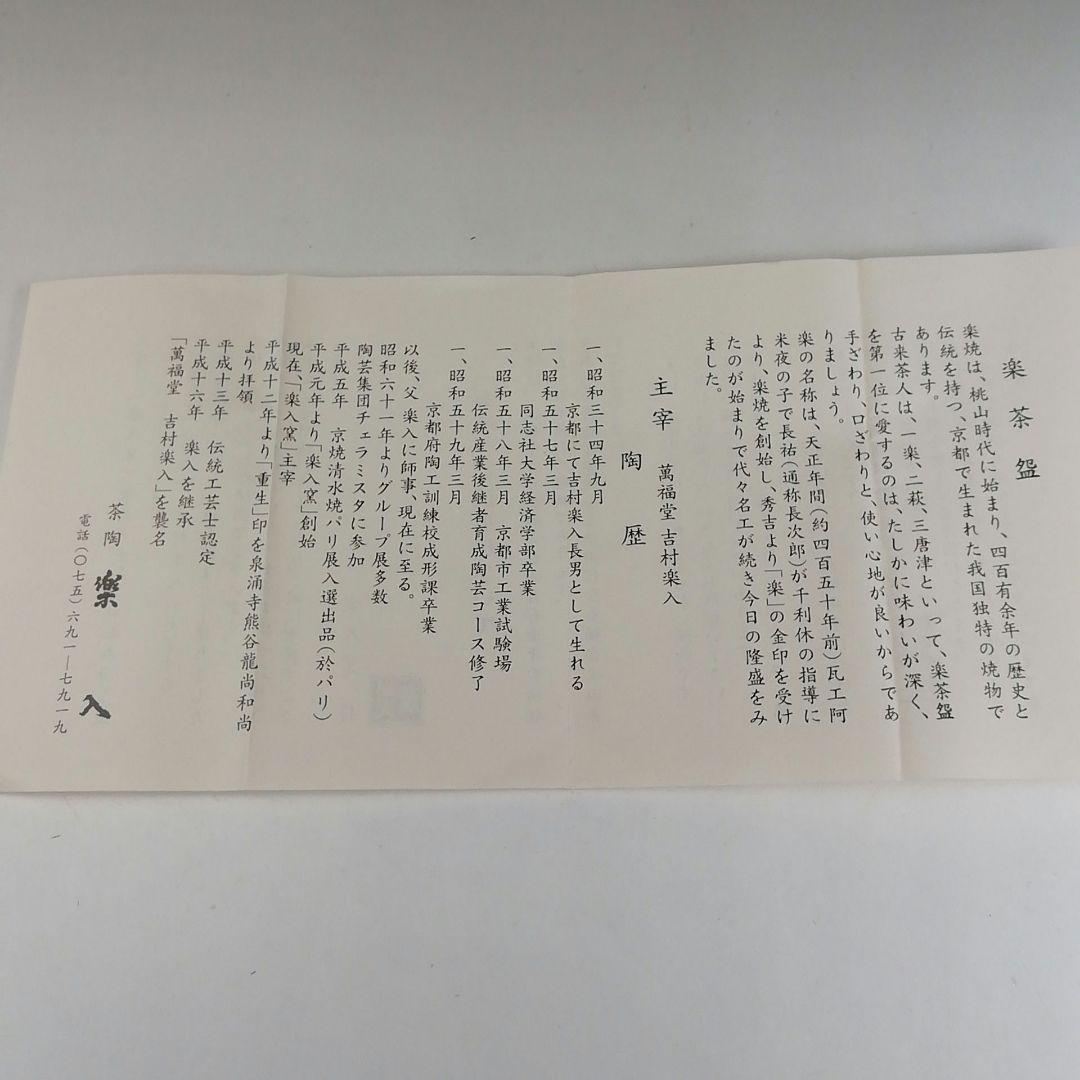 楽茶盌
楽焼は、桃山時代に始まり、四百有余年の歴史と
伝統を持つ、京都で生まれた我国独特の焼物で
あります。
古来茶人は、一楽、二萩、三唐津といって、楽茶盌
を第一位に愛するのは、たしかに味わいが深く、
手ざわり、口ざわりと、使い心地が良いからであ
りましょう。
楽の名称は、天正年間（約四百五十年前）瓦工阿
米夜の子で長祐（通称長次郎）が千利休の指導に
より、楽焼を創始し、秀吉より「楽」の金印を受け
たのが始まりで代々名工が続き今日の隆盛をみ
ました。
主宰 萬福堂 吉村楽入
陶歴
一、昭和三十四年九月
京都にて吉村楽入長男として生れる
一、昭和五十七年三月
同志社大学経済学部卒業
一、昭和五十八年三月 京都市工業試験場
伝統産業後継者育成陶芸コース修了
一、昭和五十九年三月
京都府陶工訓練校成形課卒業
以後、父 楽入に師事、現在に至る。
昭和六十一年よりグループ展多数
陶芸集団チェラミスタに参加
平成五年 京焼清水焼パリ展入選出品（於パリ）
平成元年より「楽入窯」創始
現在、「楽入窯」主宰
平成十二年より「重生」印を泉涌寺熊谷龍尚和尚
より拝領
平成十三年 伝統工芸士認定
平成十六年 楽入を継承
「萬福堂 吉村楽入」を襲名
茶陶 樂入
電話（〇七五）六九一―七九一九